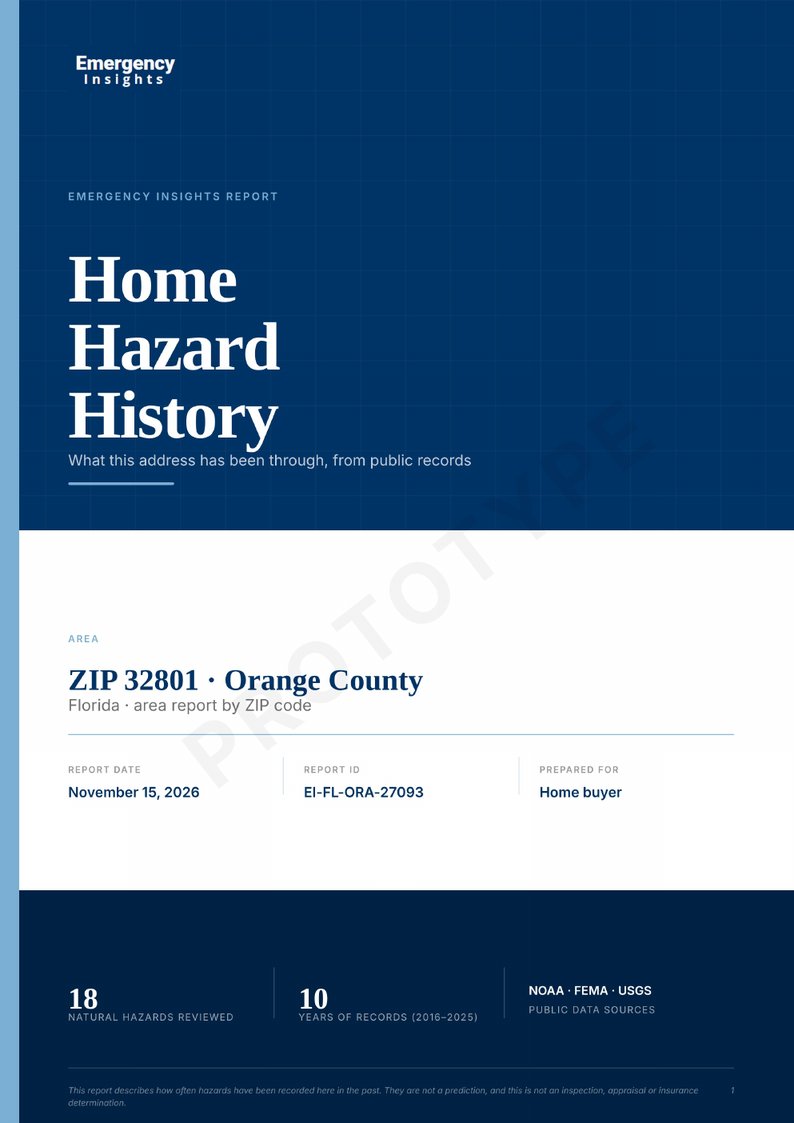 Emergency
Insights
EMERGENCY INSIGHTS REPORT
Home
Hazard
History
What this address has been through, from public records
PROTOTYPE
AREA
ZIP 32801 · Orange County
Florida · area report by ZIP code
REPORT DATE
November 15, 2026
REPORT ID
EI-FL-ORA-27093
PREPARED FOR
Home buyer
18
NATURAL HAZARDS REVIEWED
10
YEARS OF RECORDS (2016–2025)
NOAA · FEMA · USGS
PUBLIC DATA SOURCES
This report describes how often hazards have been recorded here in the past. They are not a prediction, and this is not an inspection, appraisal or insurance
determination.
1